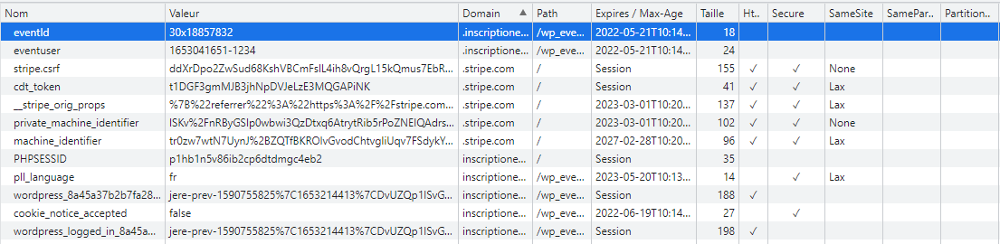 Nom Valeur Domain ▲ Path Expires / Max-Age Taille Ht.. Secure SameSite SamePar... Partition...
eventId 30x18857832 .inscriptione... /wp_eve... 2022-05-21T10:14... 18
eventuser 1653041651-1234 .inscriptione... /wp_eve... 2022-05-21T10:14... 24
stripe.csrf ddXrDpo2ZwSud68KshVBCmFsIL4ih8vQrgL15kQmus7EbR... .stripe.com / Session 155 ✓ ✓ None
cdt_token t1DGF3gmMJB3jhNpDVJeLzE3MQGAPiNK .stripe.com / Session 41 ✓ ✓ Lax
__stripe_orig_props %7B%22referrer%22%3A%22https%3A%2F%2Fstripe.com... .stripe.com / 2023-03-01T10:20... 137 ✓ ✓ Lax
private_machine_identifier ISKv%2FnRByGSIp0wbwi3QzDtxq6AtrytRib5rPoZNEIQAdrs... .stripe.com / 2023-03-01T10:20... 102 ✓ ✓ None
machine_identifier tr0zw7wtN7UynJ%2BZQTfBKROlvGvodChtvgIiUqv7FSdykY... .stripe.com / 2027-02-28T10:20... 96 ✓ ✓ Lax
PHPSESSID p1hb1n5v86ib2cp6dtdmgc4eb2 inscriptione... / Session 35
pll_language fr inscriptione... /wp_eve... 2023-05-20T10:13... 14 ✓ Lax
wordpress_8a45a37b2b7fa28... jere-prev-1590755825%7C1653214413%7CDvUZQp1ISvG... inscriptione... /wp_eve... Session 188 ✓
cookie_notice_accepted false inscriptione... /wp_eve... 2022-06-19T10:14... 27 ✓
wordpress_logged_in_8a45a... jere-prev-1590755825%7C1653214413%7CDvUZQp1ISvG... inscriptione... /wp_eve... Session 198 ✓